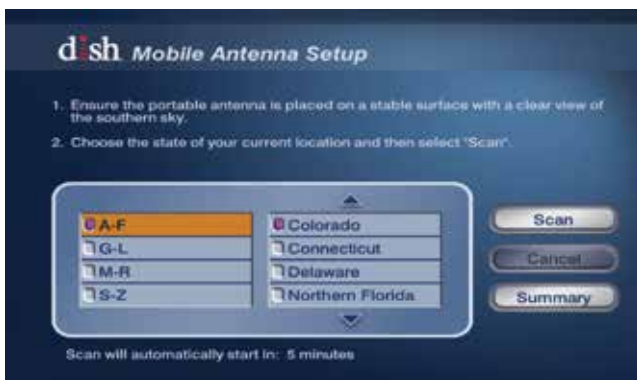 dish Mobile Antenna Setup
1. Ensure the portable antenna is placed on a stable surface with a clear view of
the southern sky.
2. Choose the state of your current location and then select "Scan".
A-F
G-L
M-R
S-Z
Colorado
Connecticut
Delaware
Northern Florida
Scan
Cancel
Summary
Scan will automatically start in: 5 minutes